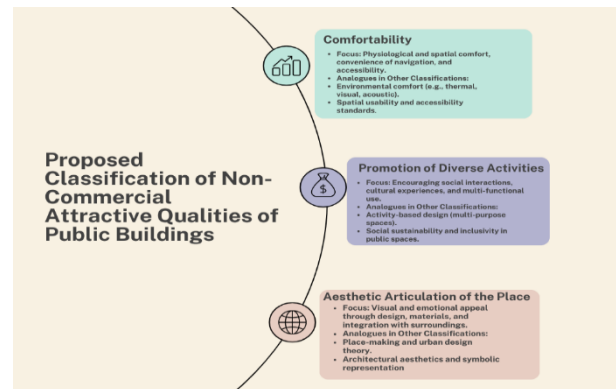 Proposed
Classification of Non-
Commercial
Attractive Qualities of
Public Buildings
Comfortability
• Focus: Physiological and spatial comfort,
convenience of navigation, and
accessibility.
• Analogues in Other Classifications:
• Environmental comfort (e.g., thermal,
visual, acoustic).
• Spatial usability and accessibility
standards.
$
Promotion of Diverse Activities
• Focus: Encouraging social interactions,
cultural experiences, and multi-functional
use.
• Analogues in Other Classifications:
• Activity-based design (multi-purpose
spaces).
• Social sustainability and inclusivity in
public spaces.
Aesthetic Articulation of the Place
• Focus: Visual and emotional appeal
through design, materials, and
integration with surroundings.
• Analogues in Other Classifications:
• Place-making and urban design
theory.
• Architectural aesthetics and symbolic
representation